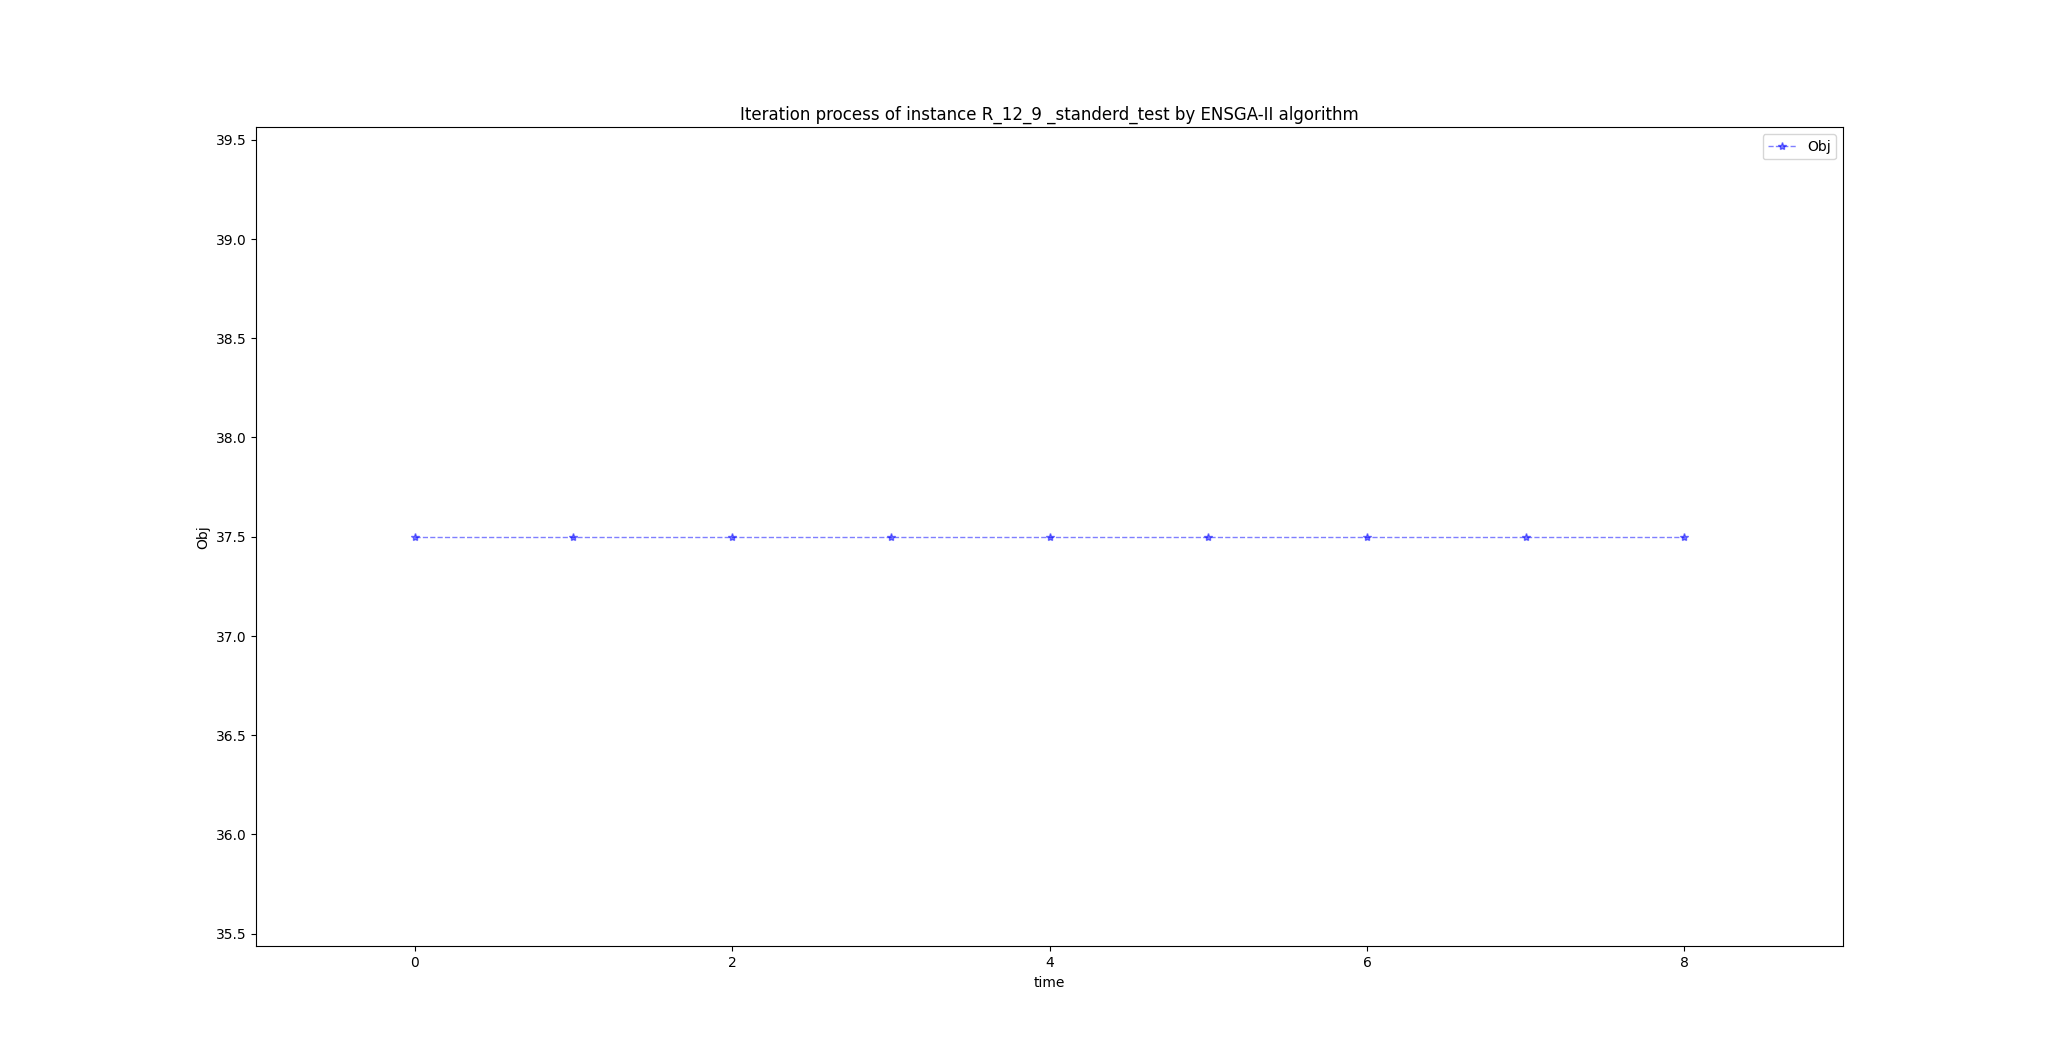 Iteration process of instance R_12_9 _standerd_test by ENSGA-II algorithm
Obj
39.5
39.0
38.5
38.0
37.5
37.0
36.5
36.0
35.5
Obj
0 2 4 6 8
time